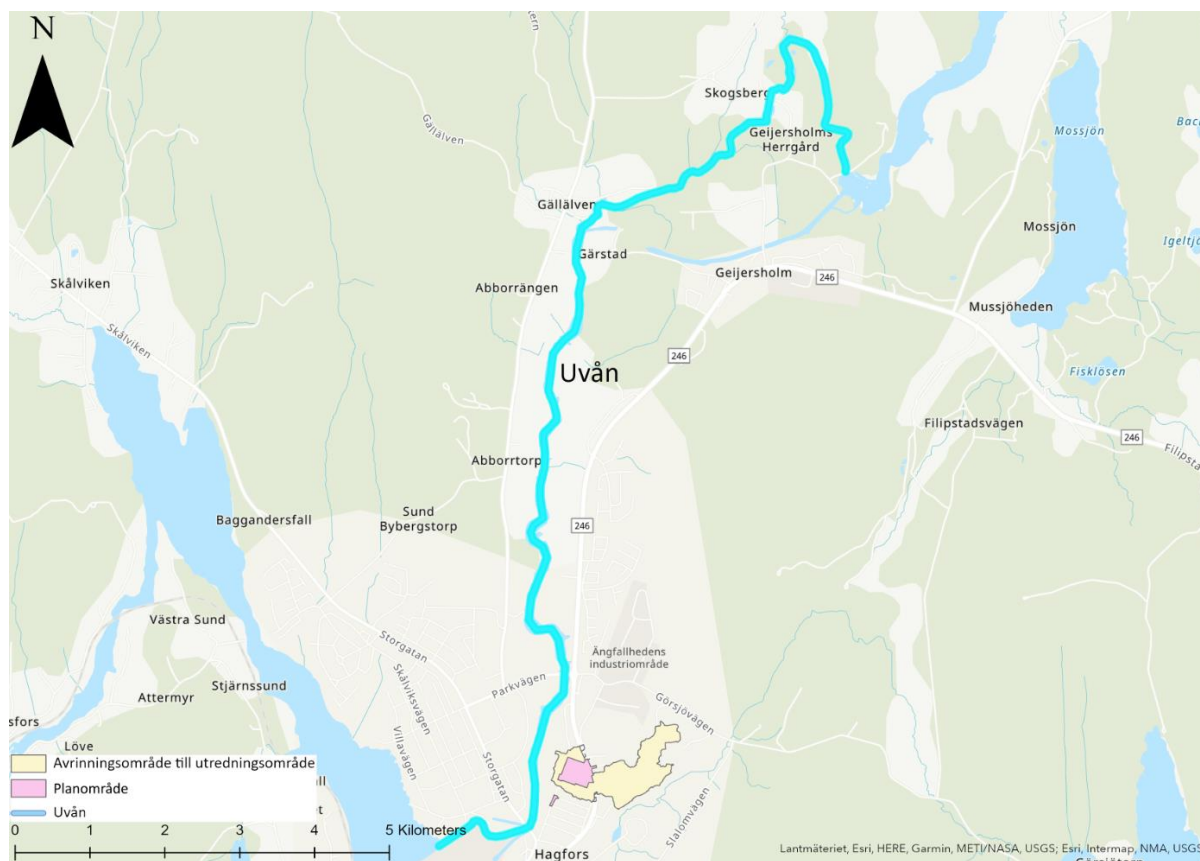 N
Gällälven
Skogsberg
Geijersholms
Herrgård
Mossjön
Gällälven
Gärstad
Mossjön
Skålviken
Geijersholm
246
Abborrängen
Mussjöheden
Skålviken
246
Uvån
Fisklösen
Filipstadsvägen
246
Abborrtorp
Sund
Bybergstorp
Baggandersfall
246
Västra Sund
Storgatan
Ängfallhedens
industriområde
Parkvägen
Skålviksvägen
Stjärnssund
Attermyr
Görsjövägen
Villavägen
Storgatan
Löve
Avrinningsområde till utredningsområde
Planområde
Uvån
Slalomvägen
0 1 2 3 4 5 Kilometers
Hagfors
Lantmäteriet, Esri, HERE, Garmin, METI/NASA, USGS; Esri, Intermap, NMA, USGS